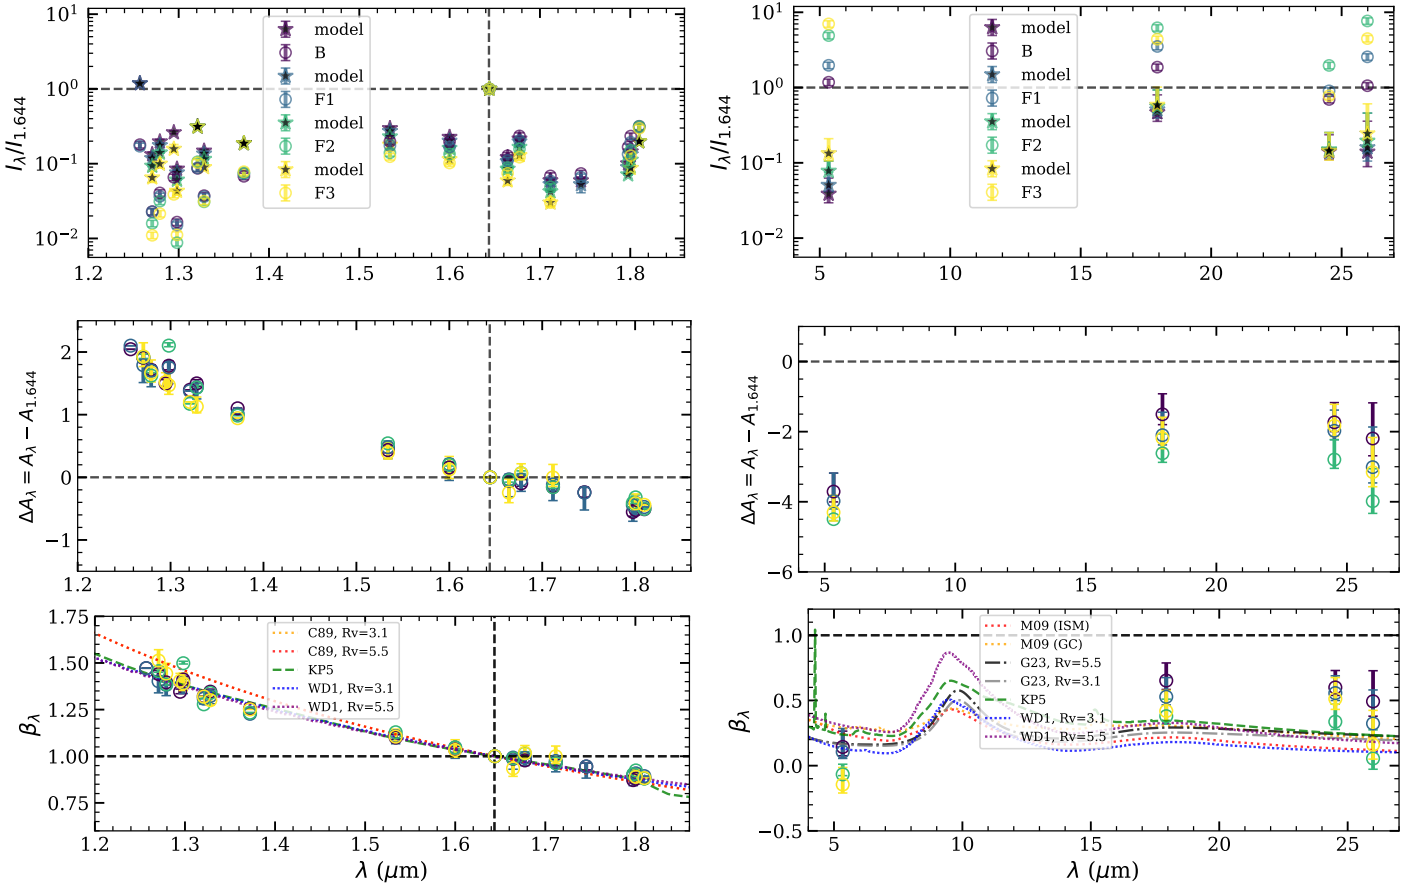 10¹
10⁰
10⁻¹
10⁻²
I_λ/I_1.644
model
B
model
F1
model
F2
model
F3
1.2 1.3 1.4 1.5 1.6 1.7 1.8
10¹
10⁰
10⁻¹
10⁻²
I_λ/I_1.644
model
B
model
F1
model
F2
model
F3
5 10 15 20 25
2
1
0
−1
ΔA_λ = A_λ − A_1.644
1.2 1.3 1.4 1.5 1.6 1.7 1.8
0
−2
−4
−6
ΔA_λ = A_λ − A_1.644
5 10 15 20 25
1.75
1.50
1.25
1.00
0.75
β_λ
C89, Rv=3.1
C89, Rv=5.5
KP5
WD1, Rv=3.1
WD1, Rv=5.5
1.2 1.3 1.4 1.5 1.6 1.7 1.8
λ (μm)
1.0
0.5
0.0
−0.5
β_λ
M09 (ISM)
M09 (GC)
G23, Rv=5.5
G23, Rv=3.1
KP5
WD1, Rv=3.1
WD1, Rv=5.5
5 10 15 20 25
λ (μm)